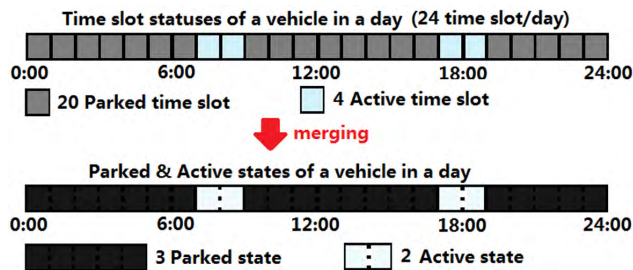 Time slot statuses of a vehicle in a day (24 time slot/day)
0:00 6:00 12:00 18:00 24:00
20 Parked time slot 4 Active time slot
merging
Parked & Active states of a vehicle in a day
0:00 6:00 12:00 18:00 24:00
3 Parked state 2 Active state